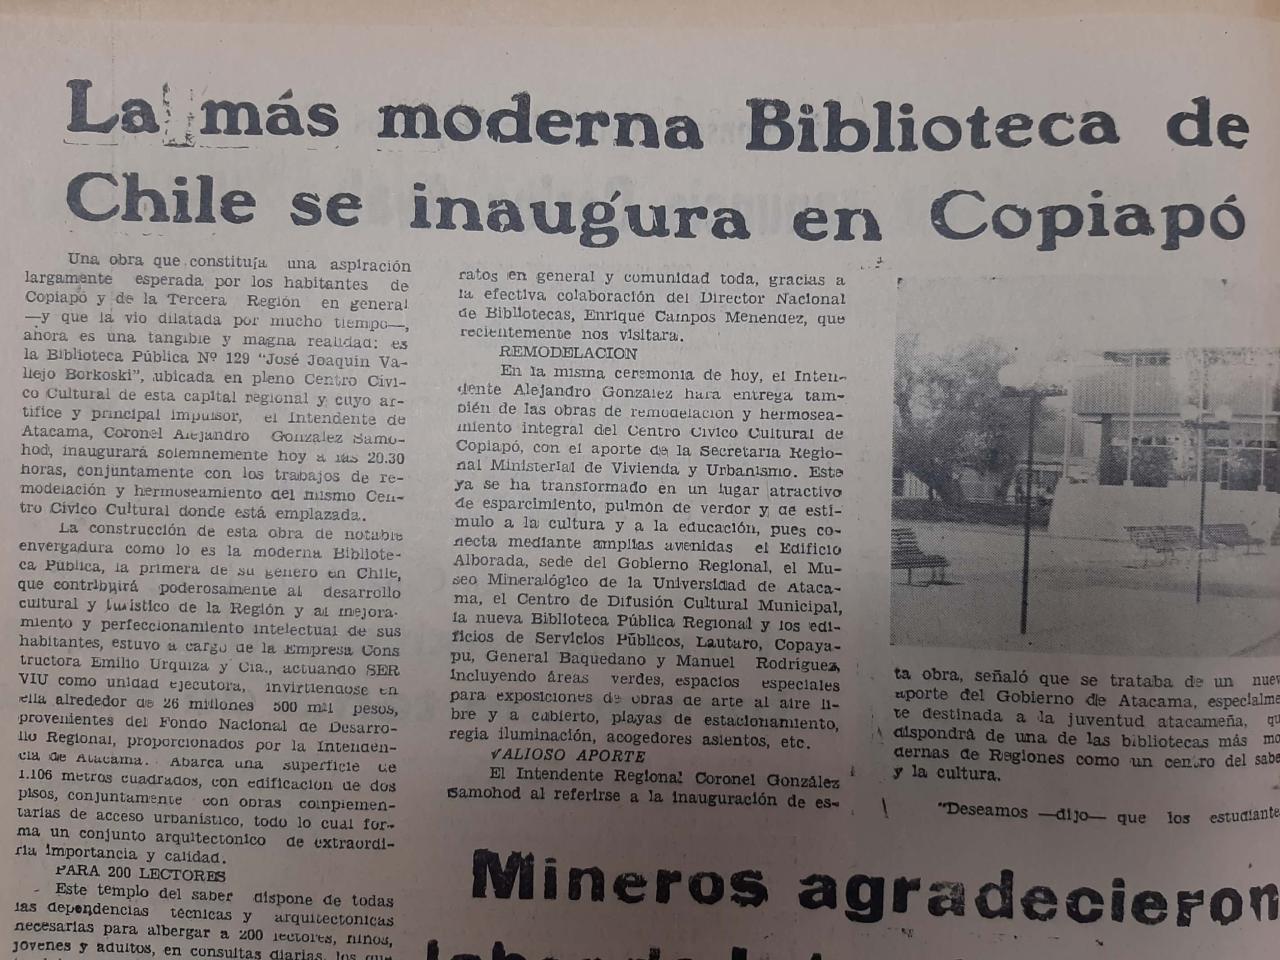 La más moderna Biblioteca de
Chile se inaugura en Copiapó
Una obra que constituía una aspiración
largamente esperada por los habitantes de
Copiapó y de la Tercera Región en general
—y que la vio dilatada por mucho tiempo—,
ahora es una tangible y magna realidad: es
la Biblioteca Pública Nº 129 "José Joaquín Va-
llejo Borkoski", ubicada en pleno Centro Cívi-
co Cultural de esta capital regional y cuyo ar-
tífice y principal impulsor, el Intendente de
Atacama, Coronel Alejandro González Samo-
hod, inaugurará solemnemente hoy a las 20.30
horas, conjuntamente con los trabajos de re-
modelación y hermoseamiento del mismo Cen-
tro Cívico Cultural donde está emplazada.
La construcción de esta obra de notable
envergadura como lo es la moderna Bibliote-
ca Pública, la primera de su género en Chile,
que contribuirá poderosamente al desarrollo
cultural y turístico de la Región y al mejora-
miento y perfeccionamiento intelectual de sus
habitantes, estuvo a cargo de la Empresa Cons
tructora Emilio Urquiza y Cía., actuando SER
VIU como unidad ejecutora, invirtiéndose en
ella alrededor de 26 millones 500 mil pesos,
provenientes del Fondo Nacional de Desarro-
llo Regional, proporcionados por la Intenden-
cia de Atacama. Abarca una superficie de
1.106 metros cuadrados, con edificación de dos
pisos, conjuntamente con obras complemen-
tarias de acceso urbanístico, todo lo cual for-
ma un conjunto arquitectónico de extraordi-
ria importancia y calidad.
PARA 200 LECTORES
Este templo del saber dispone de todas
las dependencias técnicas y arquitectónicas
necesarias para albergar a 200 lectores, niños,
jóvenes y adultos, en consultas diarias, los que
ratos en general y comunidad toda, gracias a
la efectiva colaboración del Director Nacional
de Bibliotecas, Enrique Campos Menéndez, que
recientemente nos visitara.
REMODELACION
En la misma ceremonia de hoy, el Inten-
dente Alejandro González hará entrega tam-
bién de las obras de remodelación y hermosea-
miento integral del Centro Cívico Cultural de
Copiapó, con el aporte de la Secretaría Regio-
nal Ministerial de Vivienda y Urbanismo. Este
ya se ha transformado en un lugar atractivo
de esparcimiento, pulmón de verdor y de estí-
mulo a la cultura y a la educación, pues co-
necta mediante amplias avenidas el Edificio
Alborada, sede del Gobierno Regional, el Mu-
seo Mineralógico de la Universidad de Ataca-
ma, el Centro de Difusión Cultural Municipal,
la nueva Biblioteca Pública Regional y los edi-
ficios de Servicios Públicos, Lautaro, Copaya-
pu, General Baquedano y Manuel Rodríguez,
incluyendo áreas verdes, espacios especiales
para exposiciones de obras de arte al aire li-
bre y a cubierto, playas de estacionamiento,
regia iluminación, acogedores asientos, etc.
VALIOSO APORTE
El Intendente Regional Coronel González
Samohod al referirse a la inauguración de es-
ta obra, señaló que se trataba de un nuev
aporte del Gobierno de Atacama, especialme
te destinada a la juventud atacameña, qu
dispondrá de una de las bibliotecas más mo
dernas de Regiones como un centro del sabe
y la cultura.
"Deseamos —dijo— que los estudiante
Mineros agradecieron